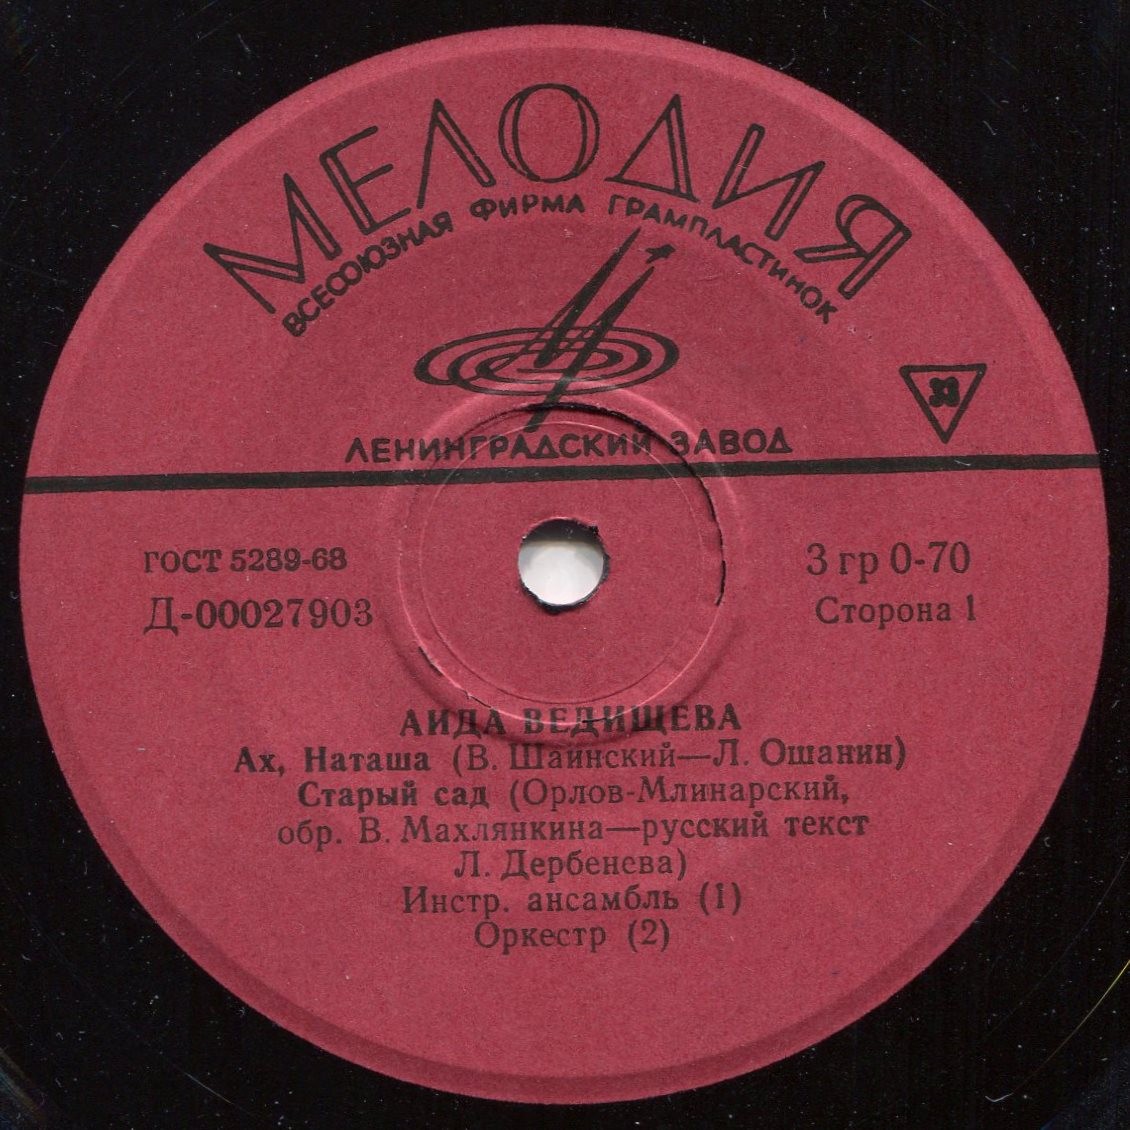 МЕЛОДИЯ
ВСЕСОЮЗНАЯ ФИРМА ГРАМПЛАСТИНОК
33
ЛЕНИНГРАДСКИЙ ЗАВОД
ГОСТ 5289-68
3 гр 0-70
Д-00027903
Сторона 1
АИДА ВЕДИЩЕВА
Ах, Наташа (В. Шаинский—Л. Ошанин)
Старый сад (Орлов-Млинарский,
обр. В. Махлянкина—русский текст
Л. Дербенева)
Инстр. ансамбль (1)
Оркестр (2)